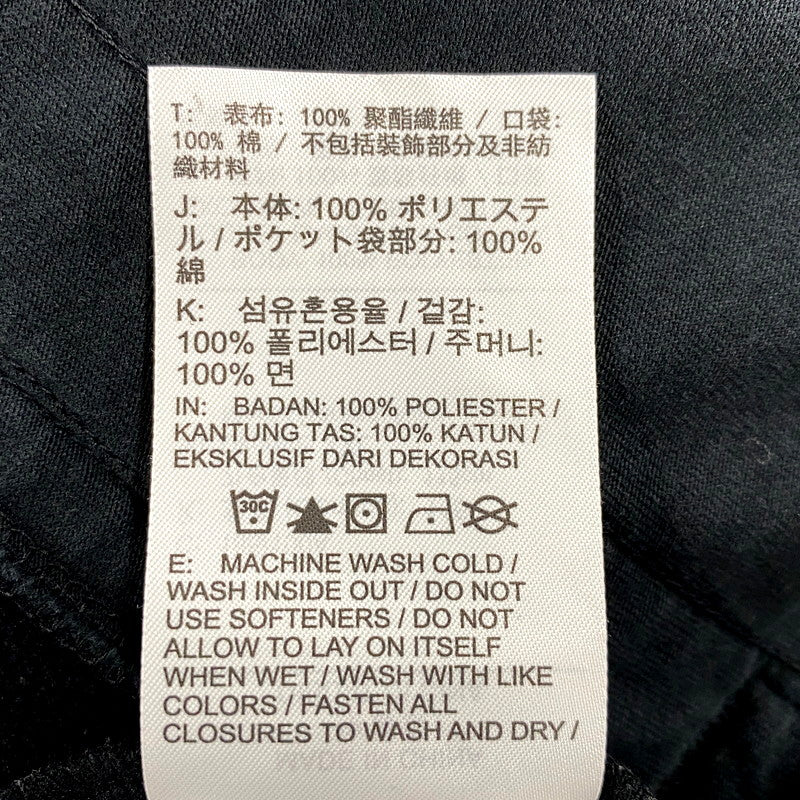 T: 表布: 100% 聚酯纖維 / 口袋:
100% 棉 / 不包括裝飾部分及非紡
織材料
J: 本体: 100% ポリエステ
ル / ポケット袋部分: 100%
綿
K: 섬유혼용율 / 겉감:
100% 폴리에스터 / 주머니:
100% 면
IN: BADAN: 100% POLIESTER /
KANTUNG TAS: 100% KATUN /
EKSKLUSIF DARI DEKORASI
30C
E: MACHINE WASH COLD /
WASH INSIDE OUT / DO NOT
USE SOFTENERS / DO NOT
ALLOW TO LAY ON ITSELF
WHEN WET / WASH WITH LIKE
COLORS / FASTEN ALL
CLOSURES TO WASH AND DRY /